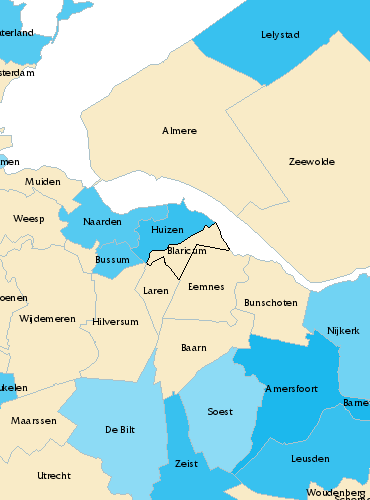 terland
Lelystad
sterdam
Almere
men
Zeewolde
Muiden
Weesp
Naarden
Huizen
Blaricum
Bussum
Laren
Eemnes
oenen
Bunschoten
Wijdemeren
Hilversum
Nijkerk
Baarn
ukelen
Amersfoort
Barne
Maarssen
Soest
De Bilt
Leusden
Zeist
Utrecht
Woudenberg